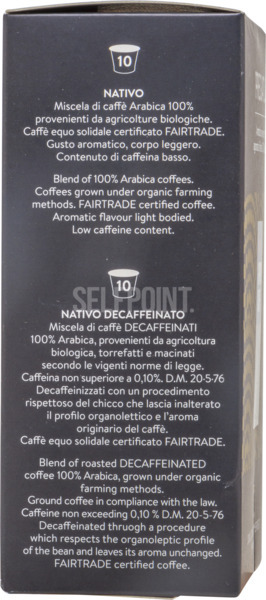 10
NATIVO
Miscela di caffè Arabica 100%
provenienti da agricolture biologiche.
Caffè equo solidale certificato FAIRTRADE.
Gusto aromatico, corpo leggero.
Contenuto di caffeina basso.
Blend of 100% Arabica coffees.
Coffees grown under organic farming
methods. FAIRTRADE certified coffee.
Aromatic flavour light bodied.
Low caffeine content.
10
SELFPOINT.
NATIVO DECAFFEINATO
Miscela di caffè DECAFFEINATI
100% Arabica, provenienti da agricoltura
biologica, torrefatti e macinati
secondo le vigenti norme di legge.
Caffeina non superiore a 0,10%. D.M. 20-5-76
Decaffeinizzati con un procedimento
rispettoso del chicco che lascia inalterato
il profilo organolettico e l'aroma
originario del caffè.
Caffè equo solidale certificato FAIRTRADE.
Blend of roasted DECAFFEINATED
coffee 100% Arabica, grown under organic
farming methods.
Ground coffee in compliance with the law.
Caffeine non exceeding 0,10 % D.M. 20-5-76
Decaffeinated through a procedure
which respects the organoleptic profile
of the bean and leaves its aroma unchanged.
FAIRTRADE certified coffee.